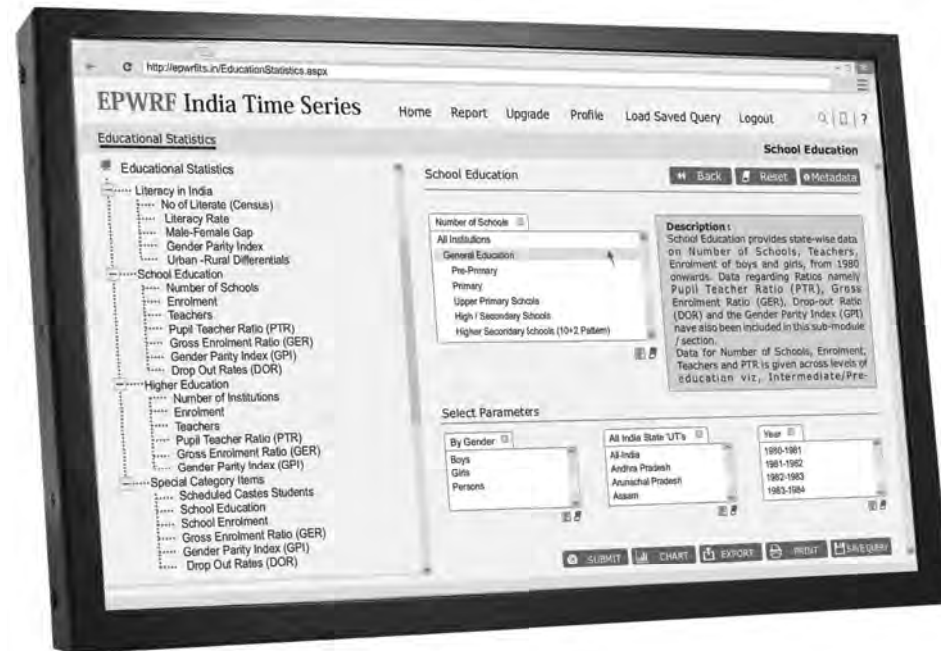 http://epwrfits.in/EducationStatistics.aspx
EPWRF India Time Series
Home Report Upgrade Profile Load Saved Query Logout ?
Educational Statistics
School Education
Educational Statistics
Literacy in India
No of Literate (Census)
Literacy Rate
Male-Female Gap
Gender Parity Index
Urban -Rural Differentials
School Education
Number of Schools
Enrolment
Teachers
Pupil Teacher Ratio (PTR)
Gross Enrolment Ratio (GER)
Gender Parity Index (GPI)
Drop Out Rates (DOR)
Higher Education
Number of Institutions
Enrolment
Teachers
Pupil Teacher Ratio (PTR)
Gross Enrolment Ratio (GER)
Gender Parity Index (GPI)
Special Category Items
Scheduled Castes Students
School Education
School Enrolment
Gross Enrolment Ratio (GER)
Gender Parity Index (GPI)
Drop Out Rates (DOR)
School Education
Back Reset Metadata
Number of Schools
All Institutions
General Education
Pre-Primary
Primary
Upper Primary Schools
High / Secondary Schools
Higher Secondary Ichools (10+2 Pattem)
Description :
School Education provides state-wise data
on Number of Schools, Teachers,
Enrolment of boys and girls, from 1980
onwards. Data regarding Ratios namely
Pupil Teacher Ratio (PTR), Gross
Enrolment Ratio (GER), Drop-out Ratio
(DOR) and the Gender Parity Index (GPI)
nave also been included in this sub-module
/ section.
Data for Number of Schools, Enrolment,
Teachers and PTR is given across levels of
education viz, Intermediate/Pre-
Select Parameters
By Gender
Boys
Girls
Persons
All India State 'UT's
All-India
Andhra Pradesh
Arunachal Pradesh
Assam
Year
1980-1981
1981-1982
1982-1983
1983-1984
SUBMIT CHART EXPORT PRINT SAVE QUERY